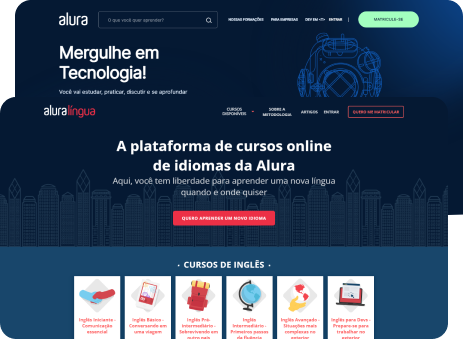 alura
O que você quer aprender?
NOSSAS FORMAÇÕES
PARA EMPRESAS
DEV EM <T>
ENTRAR
MATRICULE-SE
Mergulhe em
Tecnologia!
Você vai estudar, praticar, discutir e se aprofundar
aluralíngua
CURSOS
DISPONÍVEIS
SOBRE A
METODOLOGIA
ARTIGOS
ENTRAR
QUERO ME MATRICULAR
A plataforma de cursos online
de idiomas da Alura
Aqui, você tem liberdade para aprender uma nova língua
quando e onde quiser
QUERO APRENDER UM NOVO IDIOMA
• CURSOS DE INGLÊS •
Inglês Iniciante -
Comunicação
essencial
Inglês Básico -
Conversando em
uma viagem
Inglês Pré-
intermediário -
Sobrevivendo em
outro país
Inglês
Intermediário -
Primeiros passos
da fluência
Inglês Avançado -
Situações mais
complexas no
exterior
Inglês para Devs -
Prepare-se para
trabalhar no
exterior